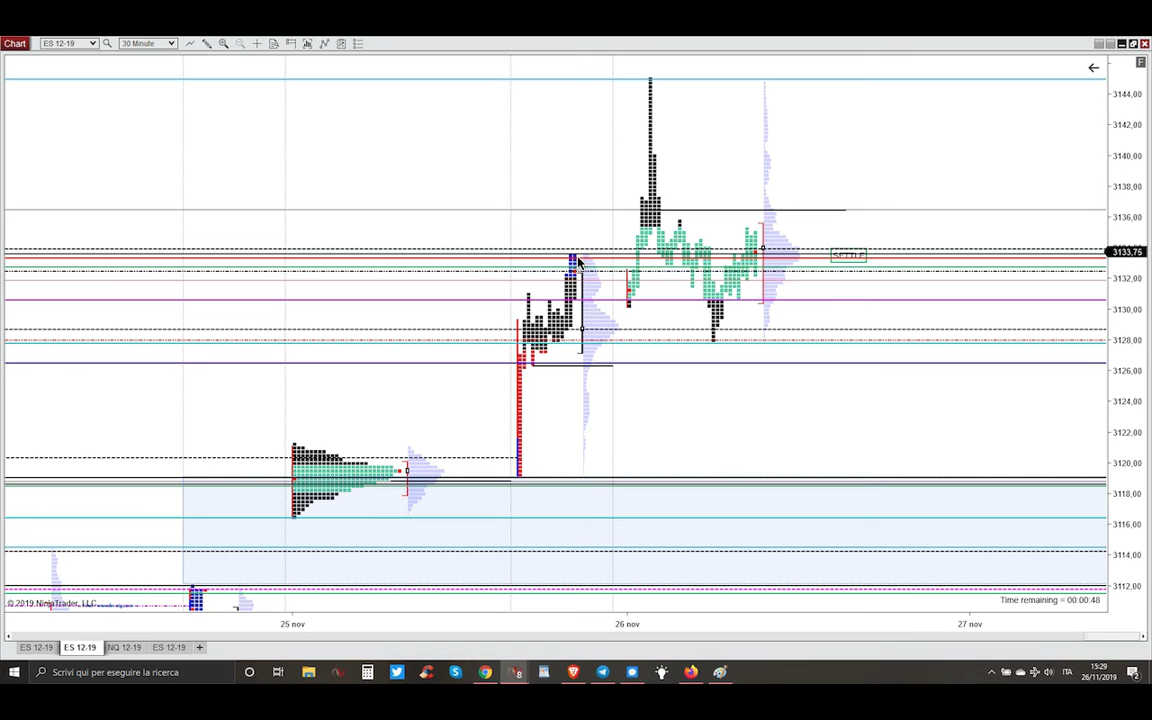 Chart ES 12-19 30 Minute
F
3144,00
3142,00
3140,00
3138,00
3136,00
3133,75
SETTLE
3132,00
3130,00
3128,00
3126,00
3124,00
3122,00
3120,00
3118,00
3116,00
3114,00
3112,00
© 2019 NinjaTrader, LLC
Time remaining = 00:00:48
25 nov 26 nov 27 nov
ES 12-19 ES 12-19 NQ 12-19 ES 12-19 +
Scrivi qui per eseguire la ricerca
8
ITA
15:29
26/11/2019
2